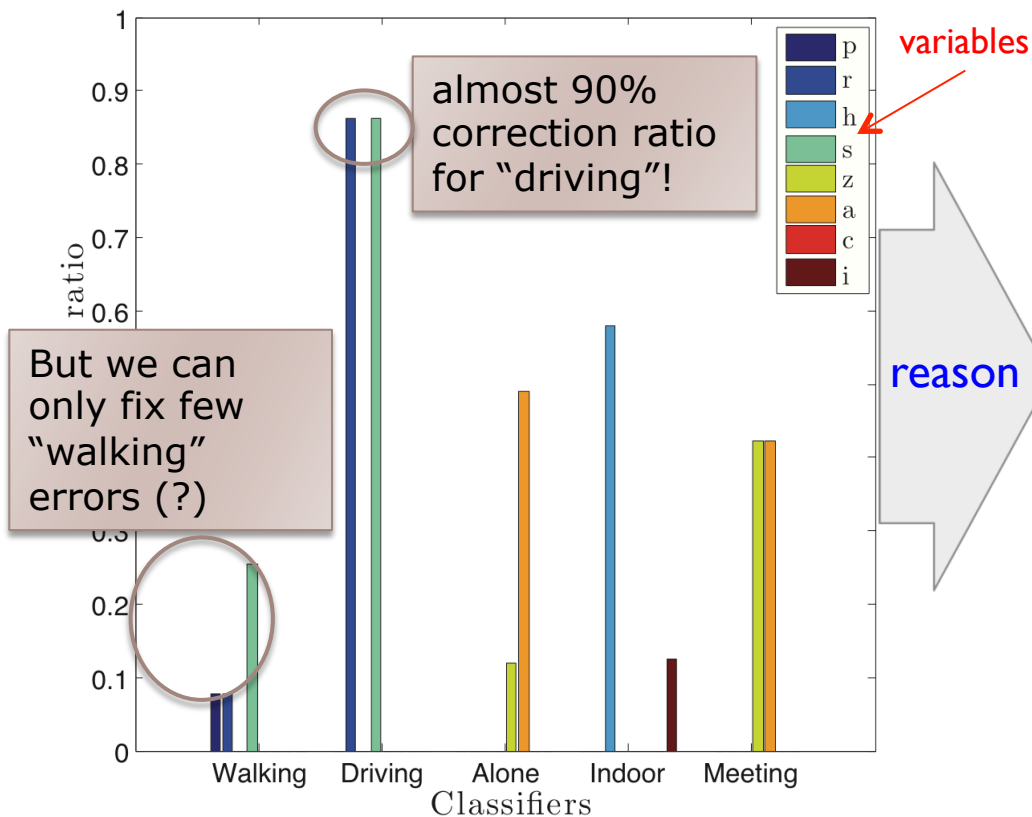 1
0.9
0.8
0.7
0.6
0.3
0.2
0.1
0
ratio
almost 90%
correction ratio
for “driving”!
But we can
only fix few
“walking”
errors (?)
p
r
h
s
z
a
c
i
variables
reason
Walking Driving Alone Indoor Meeting
Classifiers